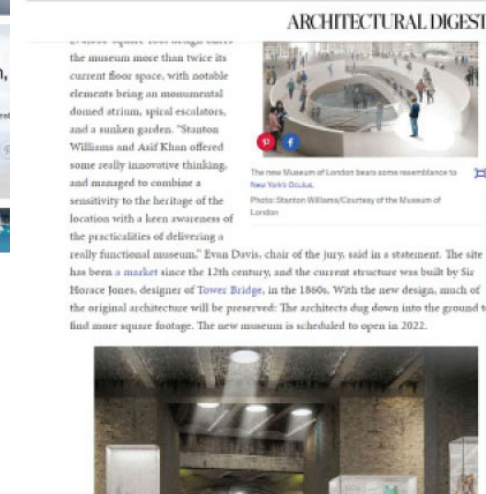 ARCHITECTURAL DIGEST
the museum more than twice its
current floor space, with notable
elements being an monumental
domed atrium, spiral escalators,
and a sunken garden. "Stanton
Williams and Asif Khan offered
some really innovative thinking,
and managed to combine a
sensitivity to the heritage of the
location with a keen awareness of
the practicalities of delivering a
The new Museum of London bears some resemblance to
New York's Oculus.
Photo: Stanton Williams/Courtesy of the Museum of
London
really functional museum," Evan Davis, chair of the jury, said in a statement. The site
has been a market since the 12th century, and the current structure was built by Sir
Horace Jones, designer of Tower Bridge, in the 1860s. With the new design, much of
the original architecture will be preserved: The architects dug down into the ground t
find more square footage. The new museum is scheduled to open in 2022.